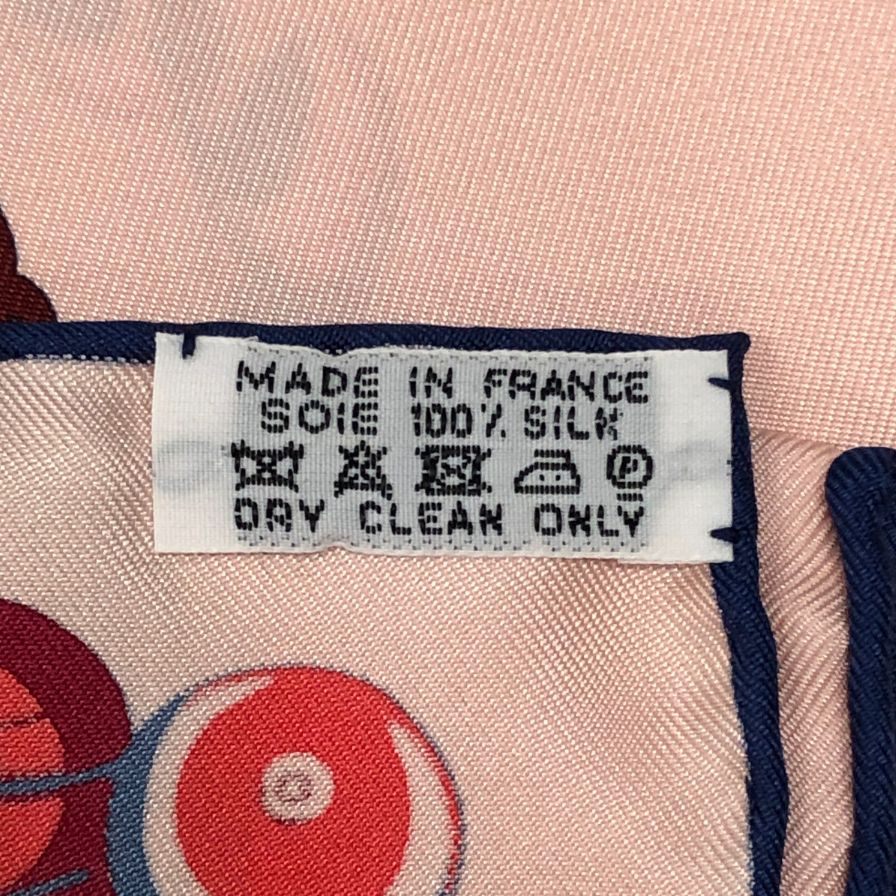 MADE IN FRANCE
SOIE 100% SILK
P
DRY CLEAN ONLY